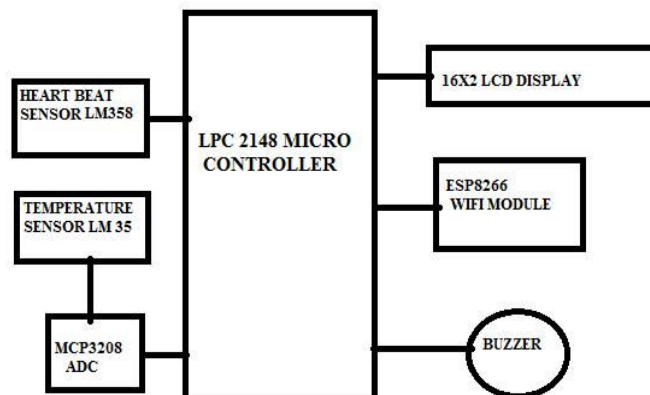 HEART BEAT
SENSOR LM358
TEMPERATURE
SENSOR LM 35
MCP3208
ADC
LPC 2148 MICRO
CONTROLLER
16X2 LCD DISPLAY
ESP8266
WIFI MODULE
BUZZER